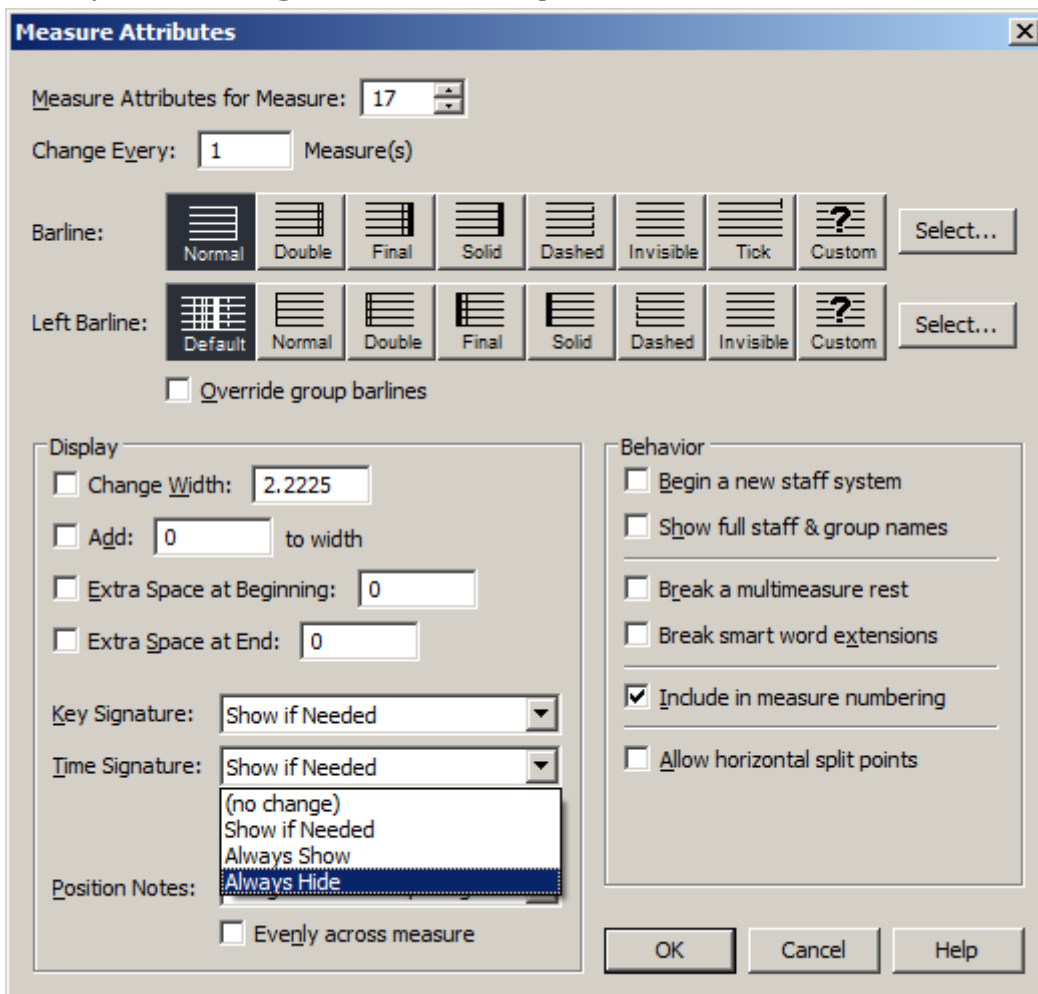 Measure Attributes
Measure Attributes for Measure: 17
Change Every: 1 Measure(s)
Barline: Normal Double Final Solid Dashed Invisible Tick Custom Select...
Left Barline: Default Normal Double Final Solid Dashed Invisible Custom Select...
Override group barlines
Display
Change Width: 2.2225
Add: 0 to width
Extra Space at Beginning: 0
Extra Space at End: 0
Key Signature: Show if Needed
Time Signature: Show if Needed
(no change)
Show if Needed
Always Show
Always Hide
Position Notes:
Evenly across measure
Behavior
Begin a new staff system
Show full staff & group names
Break a multimeasure rest
Break smart word extensions
Include in measure numbering
Allow horizontal split points
OK Cancel Help